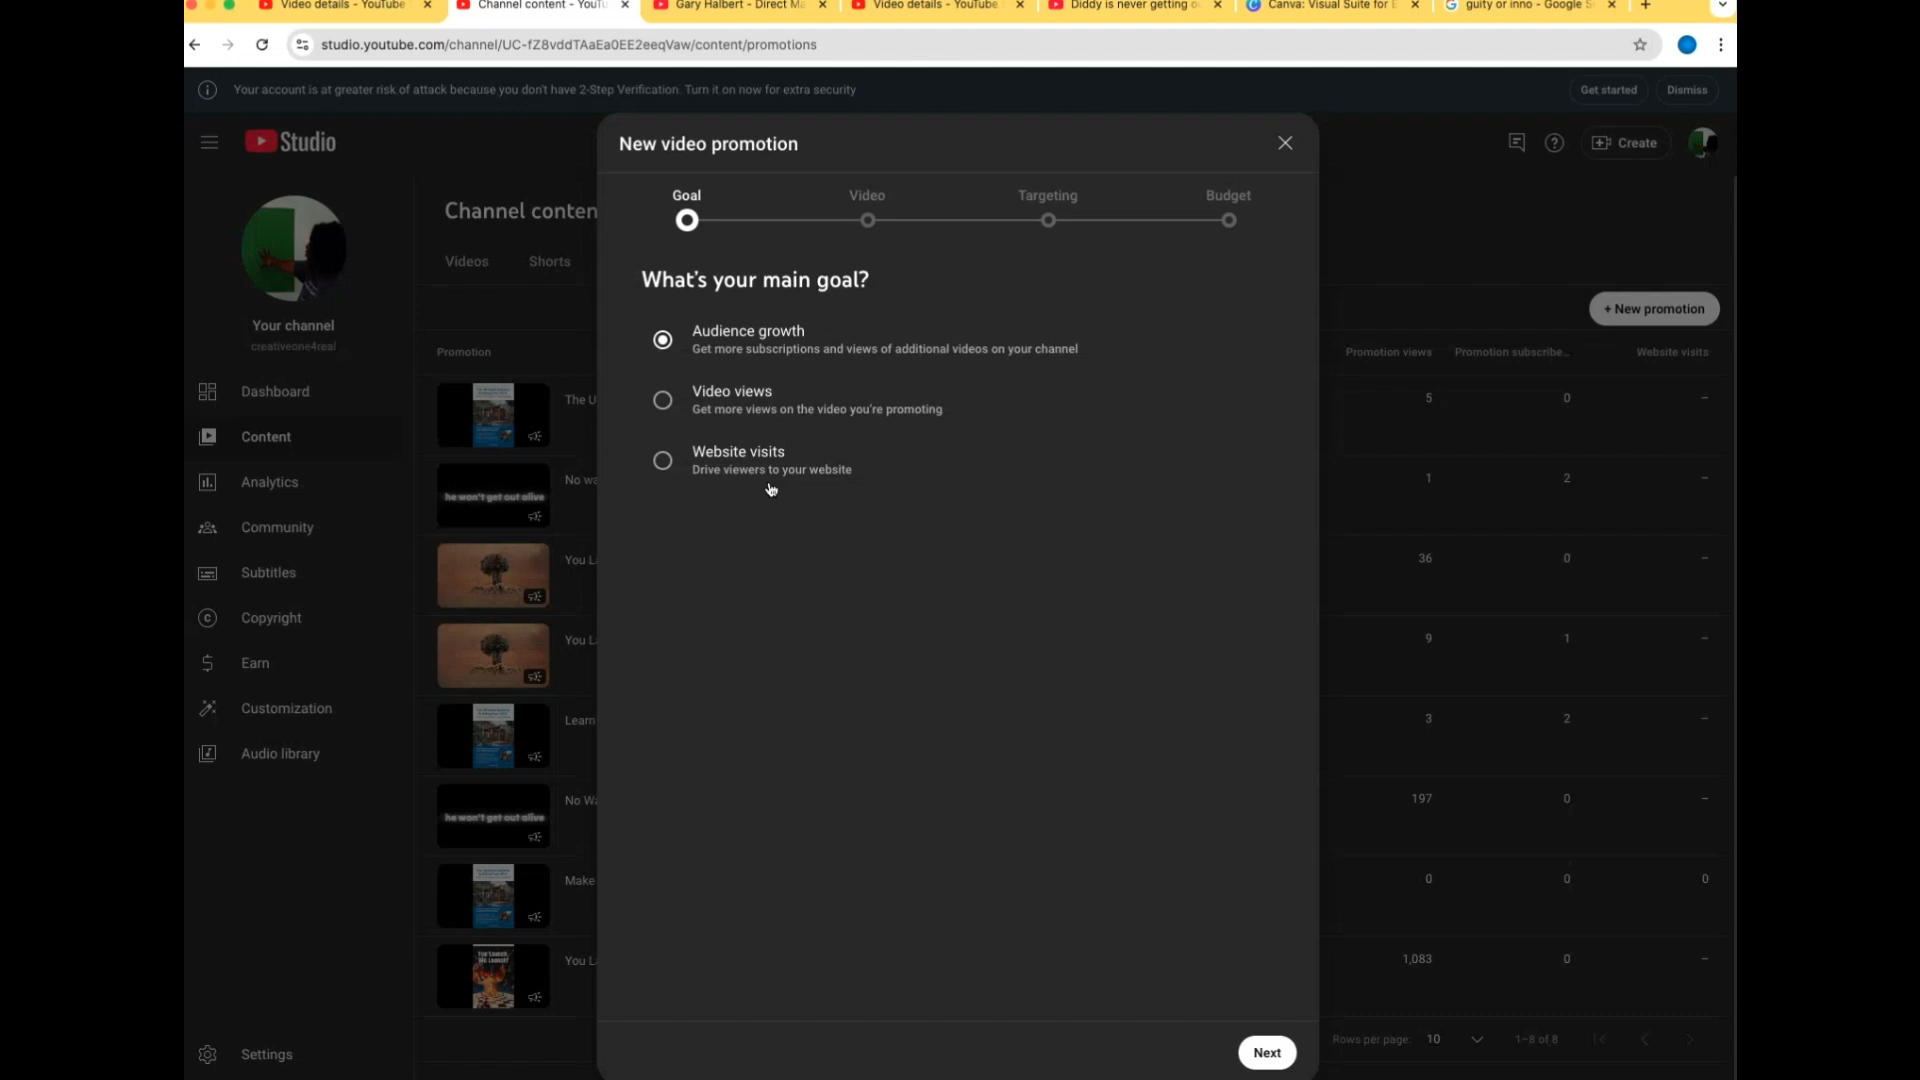 Video details - YouTube
Channel content - YouTu
Gary Halbert - Direct Ma
Video details - YouTube
Diddy is never getting o
Canva: Visual Suite for E
guity or inno - Google S
studio.youtube.com/channel/UC-fZ8vddTAaEa0EE2eeqVaw/content/promotions
Your account is at greater risk of attack because you don't have 2-Step Verification. Turn it on now for extra security
Get started
Dismiss
Studio
Create
New video promotion
Goal
Video
Targeting
Budget
What's your main goal?
Audience growth
Get more subscriptions and views of additional videos on your channel
Video views
Get more views on the video you're promoting
Website visits
Drive viewers to your website
Next
Your channel
creativeone4real
Dashboard
Content
Analytics
Community
Subtitles
Copyright
Earn
Customization
Audio library
Settings
Channel conten
Videos
Shorts
+ New promotion
Promotion
Promotion views
Promotion subscribe...
Website visits
The U
5
0
–
he won't get out alive
No wa
1
2
–
You La
36
0
–
You La
9
1
–
Learn
3
2
–
he won't get out alive
No Wa
197
0
–
Make
0
0
0
You La
1,083
0
–
Rows per page:
10
1–8 of 8